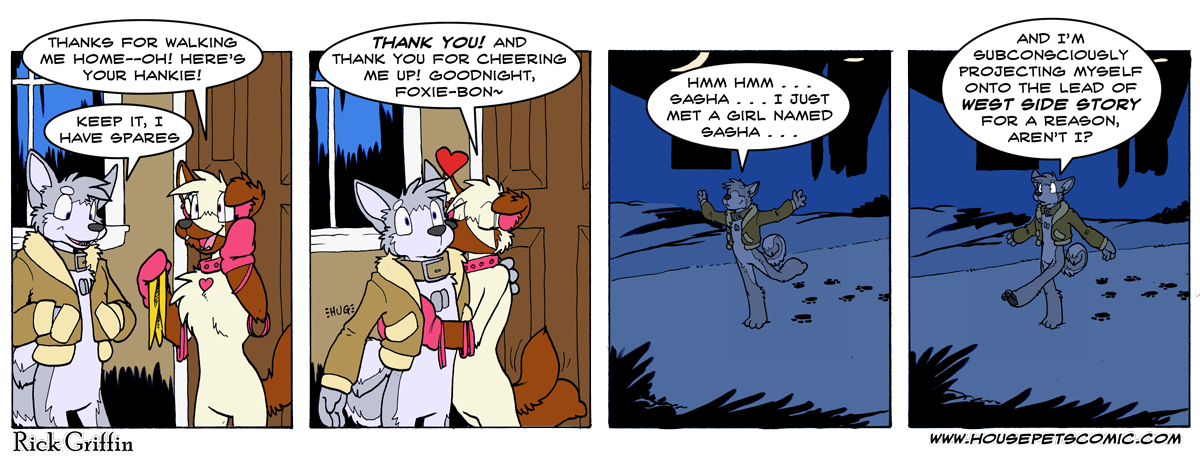 THANKS FOR WALKING
ME HOME--OH! HERE'S
YOUR HANKIE!
KEEP IT, I
HAVE SPARES
THANK YOU! AND
THANK YOU FOR CHEERING
ME UP! GOODNIGHT,
FOXIE-BON~
HUG
HMM HMM . . .
SASHA . . . I JUST
MET A GIRL NAMED
SASHA . . .
AND I'M
SUBCONSCIOUSLY
PROJECTING MYSELF
ONTO THE LEAD OF
WEST SIDE STORY
FOR A REASON,
AREN'T I?
Rick Griffin
WWW.HOUSEPETSCOMIC.COM